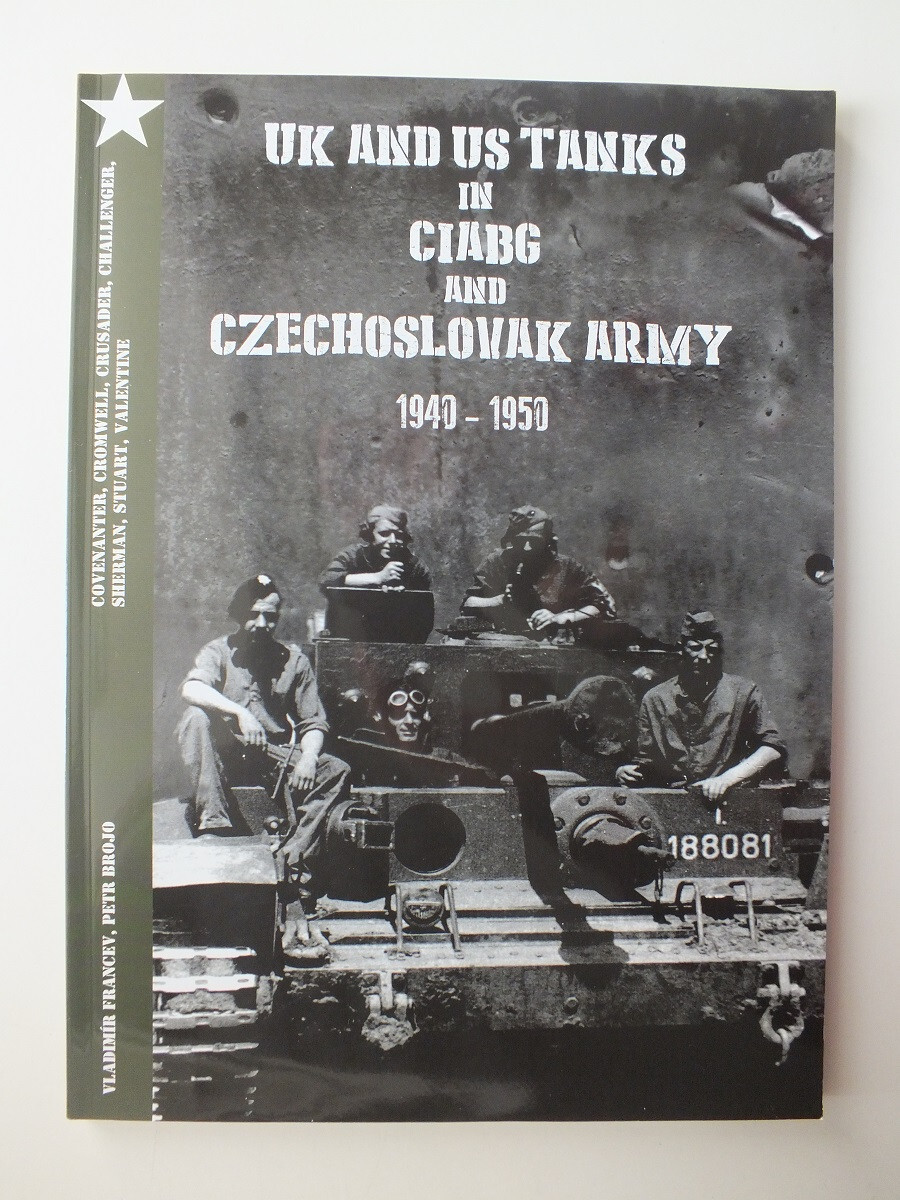 UK AND US TANKS
IN
CIABG
AND
CZECHOSLOVAK ARMY
1940 – 1950
COVENANTER, CROMWELL, CRUSADER, CHALLENGER,
SHERMAN, STUART, VALENTINE
VLADIMÍR FRANCEV, PETR BROJO
188081